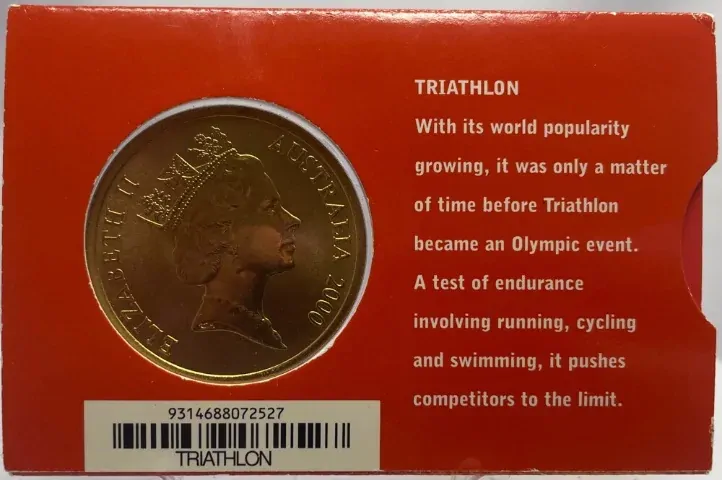 ELIZABETH II
AUSTRALIA 2000
TRIATHLON
With its world popularity
growing, it was only a matter
of time before Triathlon
became an Olympic event.
A test of endurance
involving running, cycling
and swimming, it pushes
competitors to the limit.
9314688072527
TRIATHLON